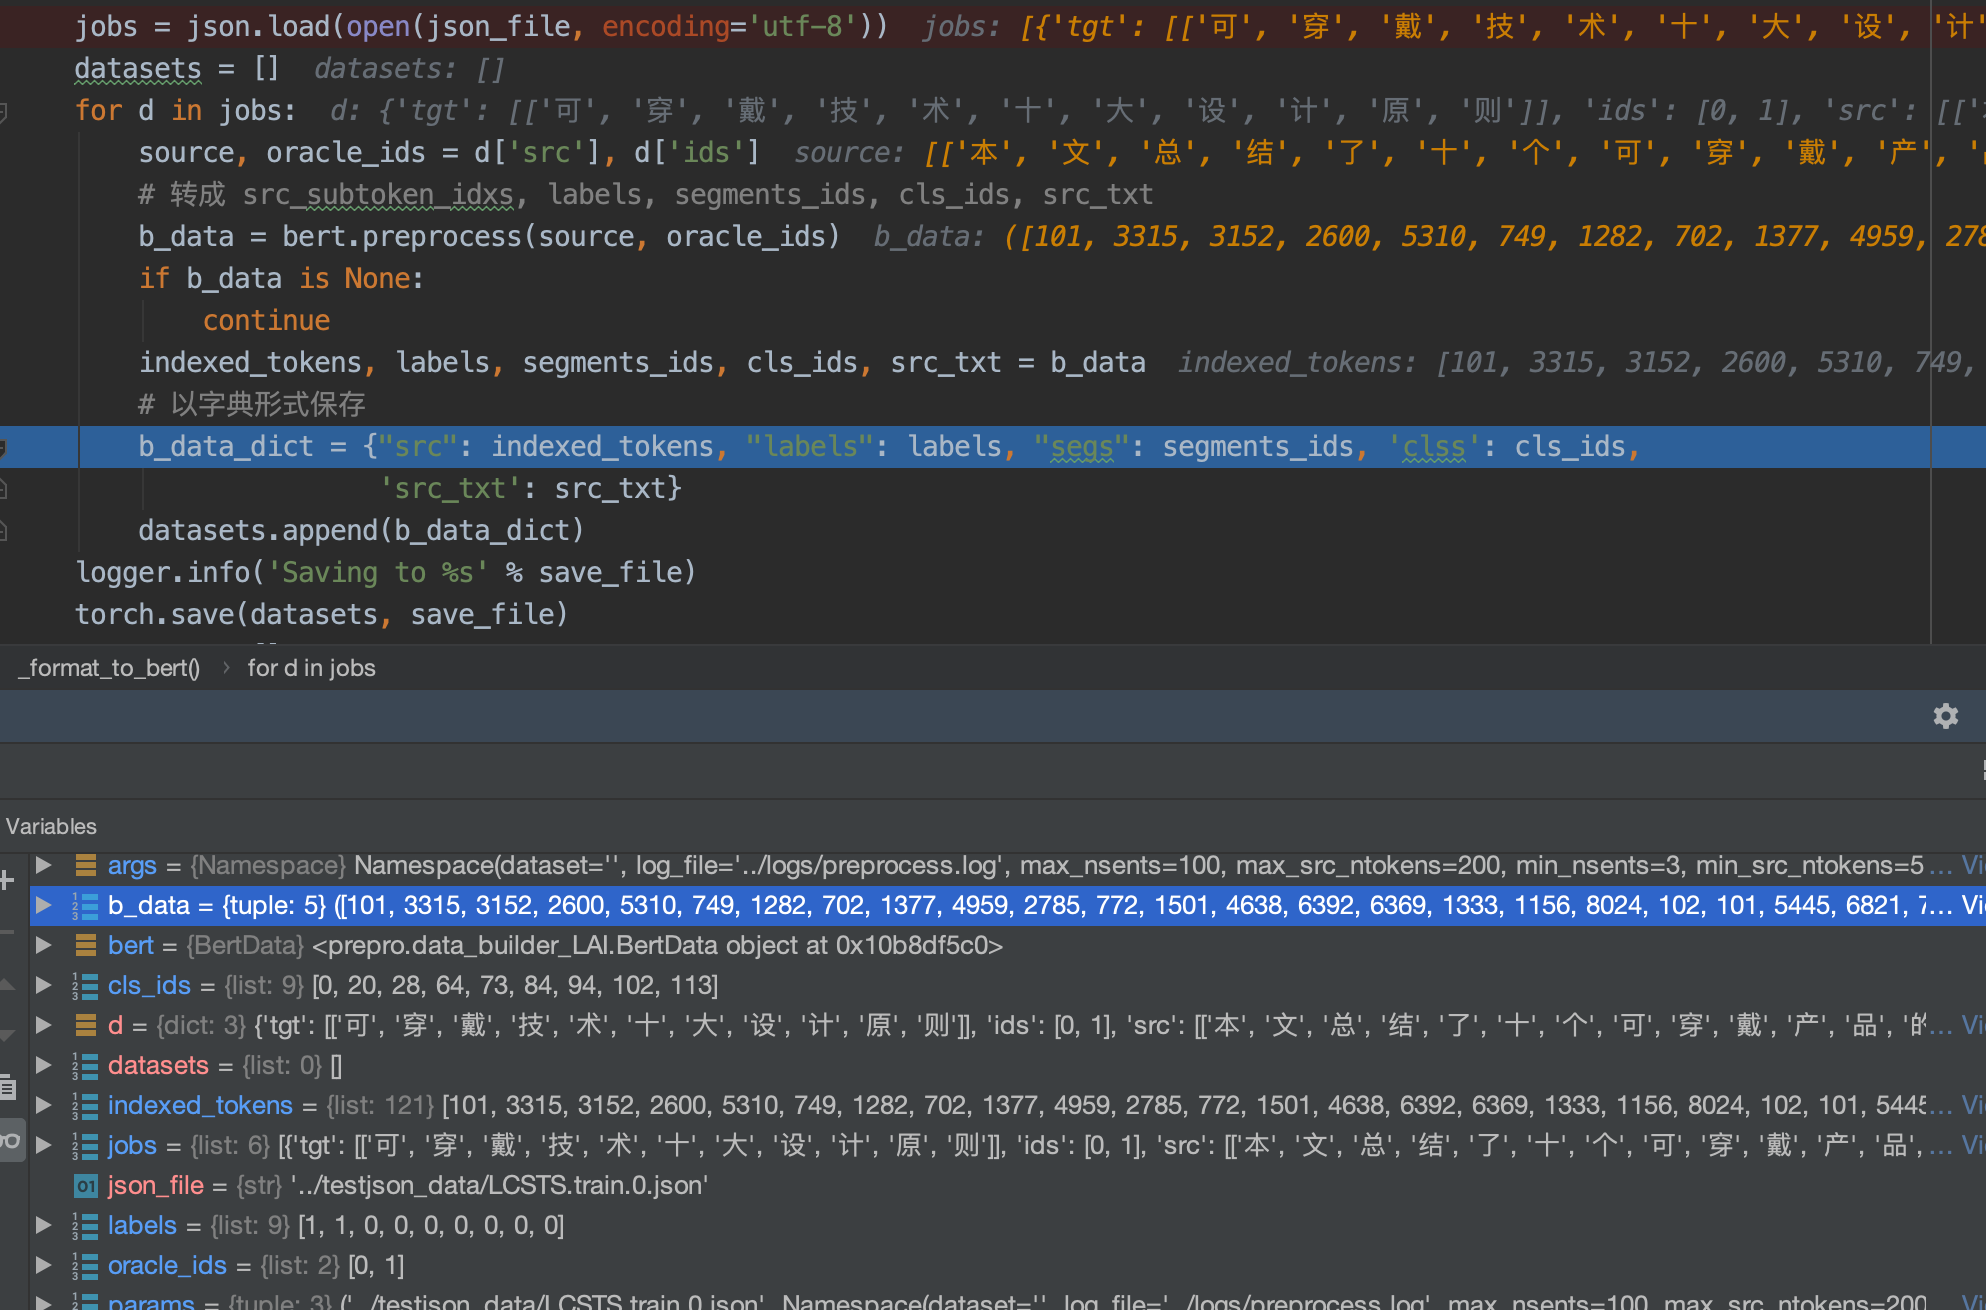 jobs = json.load(open(json_file, encoding='utf-8')) jobs: [{'tgt': [['可', '穿', '戴', '技', '术', '十', '大', '设', '计'
datasets = [] datasets: []
for d in jobs: d: {'tgt': [['可', '穿', '戴', '技', '术', '十', '大', '设', '计', '原', '则']], 'ids': [0, 1], 'src': [['
source, oracle_ids = d['src'], d['ids'] source: [['本', '文', '总', '结', '了', '十', '个', '可', '穿', '戴', '产', '
# 转成 src_subtoken_idxs, labels, segments_ids, cls_ids, src_txt
b_data = bert.preprocess(source, oracle_ids) b_data: ([101, 3315, 3152, 2600, 5310, 749, 1282, 702, 1377, 4959, 278
if b_data is None:
continue
indexed_tokens, labels, segments_ids, cls_ids, src_txt = b_data indexed_tokens: [101, 3315, 3152, 2600, 5310, 749,
# 以字典形式保存
b_data_dict = {"src": indexed_tokens, "labels": labels, "segs": segments_ids, 'clss': cls_ids,
'src_txt': src_txt}
datasets.append(b_data_dict)
logger.info('Saving to %s' % save_file)
torch.save(datasets, save_file)
_format_to_bert() › for d in jobs
Variables
args = {Namespace} Namespace(dataset='', log_file='../logs/preprocess.log', max_nsents=100, max_src_ntokens=200, min_nsents=3, min_src_ntokens=5... Vi
b_data = {tuple: 5} ([101, 3315, 3152, 2600, 5310, 749, 1282, 702, 1377, 4959, 2785, 772, 1501, 4638, 6392, 6369, 1333, 1156, 8024, 102, 101, 5445, 6821, 7... Vi
bert = {BertData} <prepro.data_builder_LAI.BertData object at 0x10b8df5c0>
cls_ids = {list: 9} [0, 20, 28, 64, 73, 84, 94, 102, 113]
d = {dict: 3} {'tgt': [['可', '穿', '戴', '技', '术', '十', '大', '设', '计', '原', '则']], 'ids': [0, 1], 'src': [['本', '文', '总', '结', '了', '十', '个', '可', '穿', '戴', '产', '品', '的... Vi
datasets = {list: 0} []
indexed_tokens = {list: 121} [101, 3315, 3152, 2600, 5310, 749, 1282, 702, 1377, 4959, 2785, 772, 1501, 4638, 6392, 6369, 1333, 1156, 8024, 102, 101, 5445... Vi
jobs = {list: 6} [{'tgt': [['可', '穿', '戴', '技', '术', '十', '大', '设', '计', '原', '则']], 'ids': [0, 1], 'src': [['本', '文', '总', '结', '了', '十', '个', '可', '穿', '戴', '产', '品', ... Vi
json_file = {str} '../testjson_data/LCSTS.train.0.json'
labels = {list: 9} [1, 1, 0, 0, 0, 0, 0, 0, 0]
oracle_ids = {list: 2} [0, 1]
params = {tuple: 3} ('../testjson_data/LCSTS.train.0.json', Namespace(dataset='', log_file='../logs/preprocess.log', max_nsents=100, max_src_ntokens=200